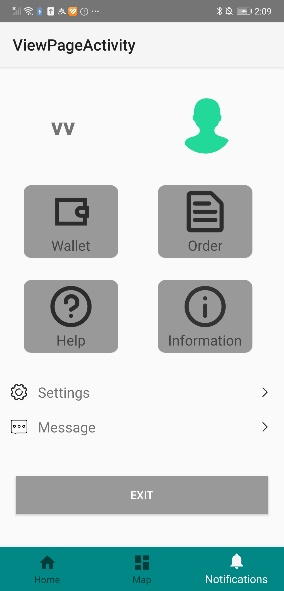 2:09
ViewPageActivity
vv
Wallet
Order
Help
Information
Settings
Message
EXIT
Home
Map
Notifications